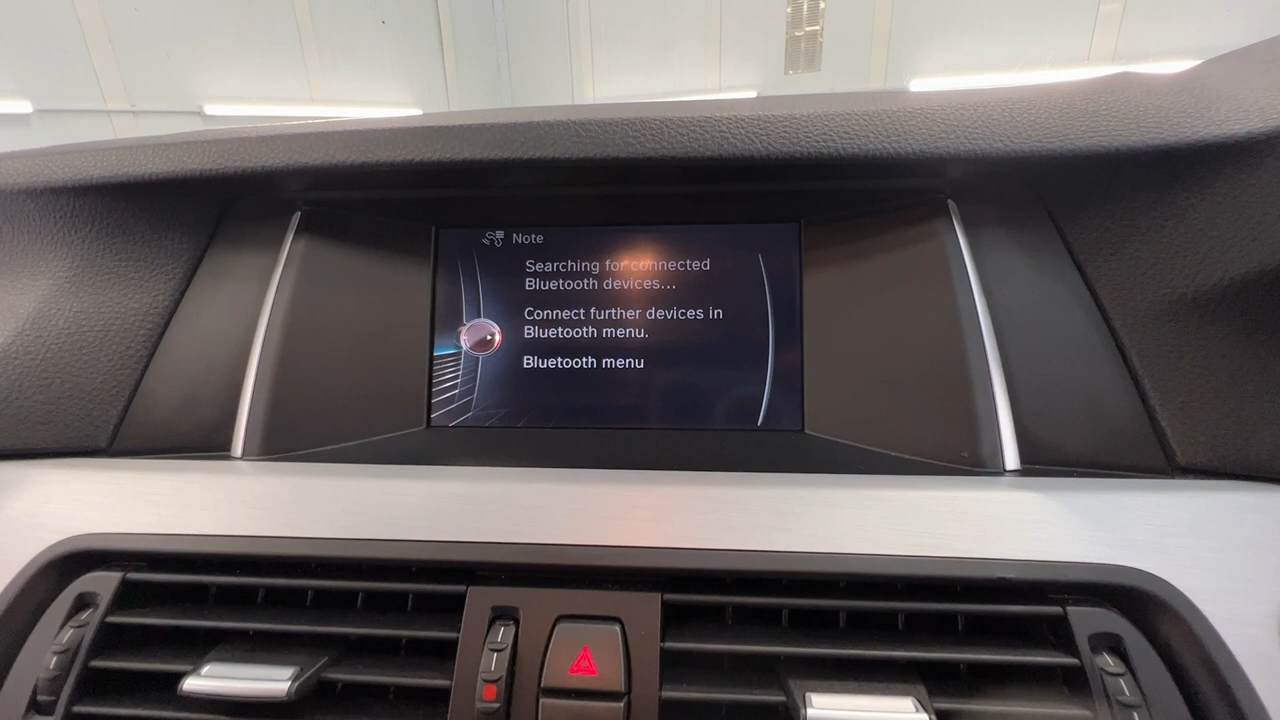 Note
Searching for connected
Bluetooth devices...
Connect further devices in
Bluetooth menu.
Bluetooth menu